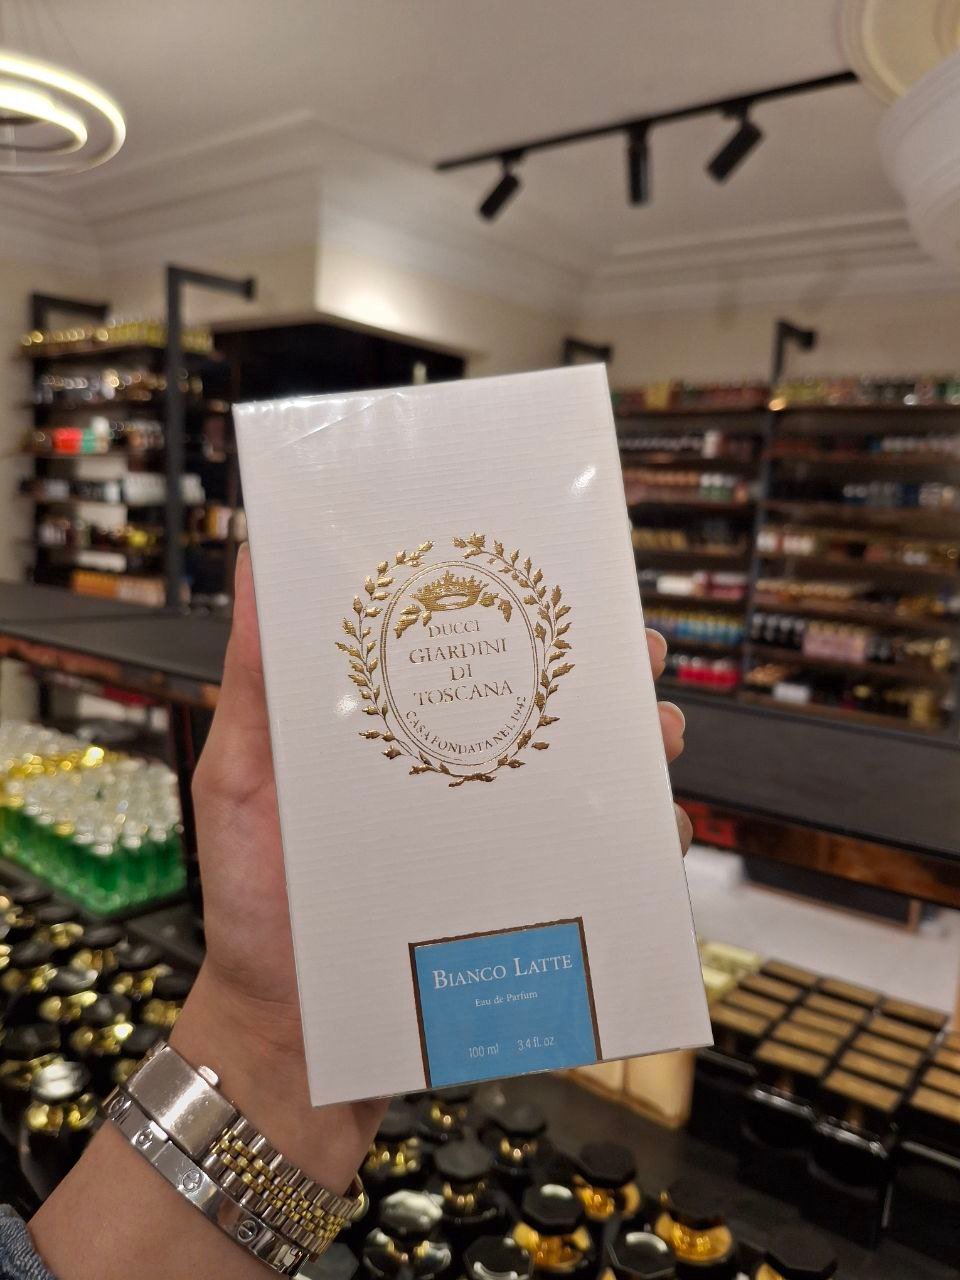 DUCCI
GIARDINI
DI
TOSCANA
CASA FONDATA NEL 1942
BIANCO LATTE
Eau de Parfum
100 ml 3.4 fl. oz